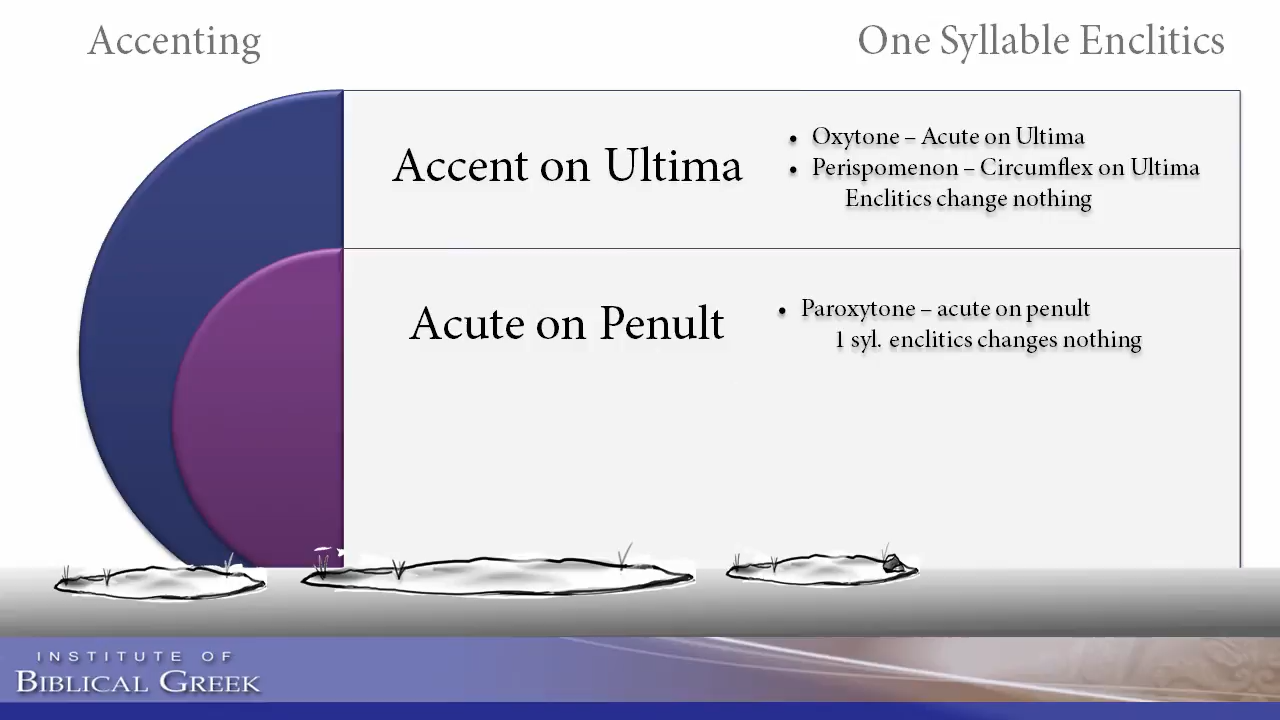 Accenting
One Syllable Enclitics
Accent on Ultima
• Oxytone – Acute on Ultima
• Perispomenon – Circumflex on Ultima
Enclitics change nothing
Acute on Penult
• Paroxytone – acute on penult
1 syl. enclitics changes nothing
INSTITUTE OF
BIBLICAL GREEK